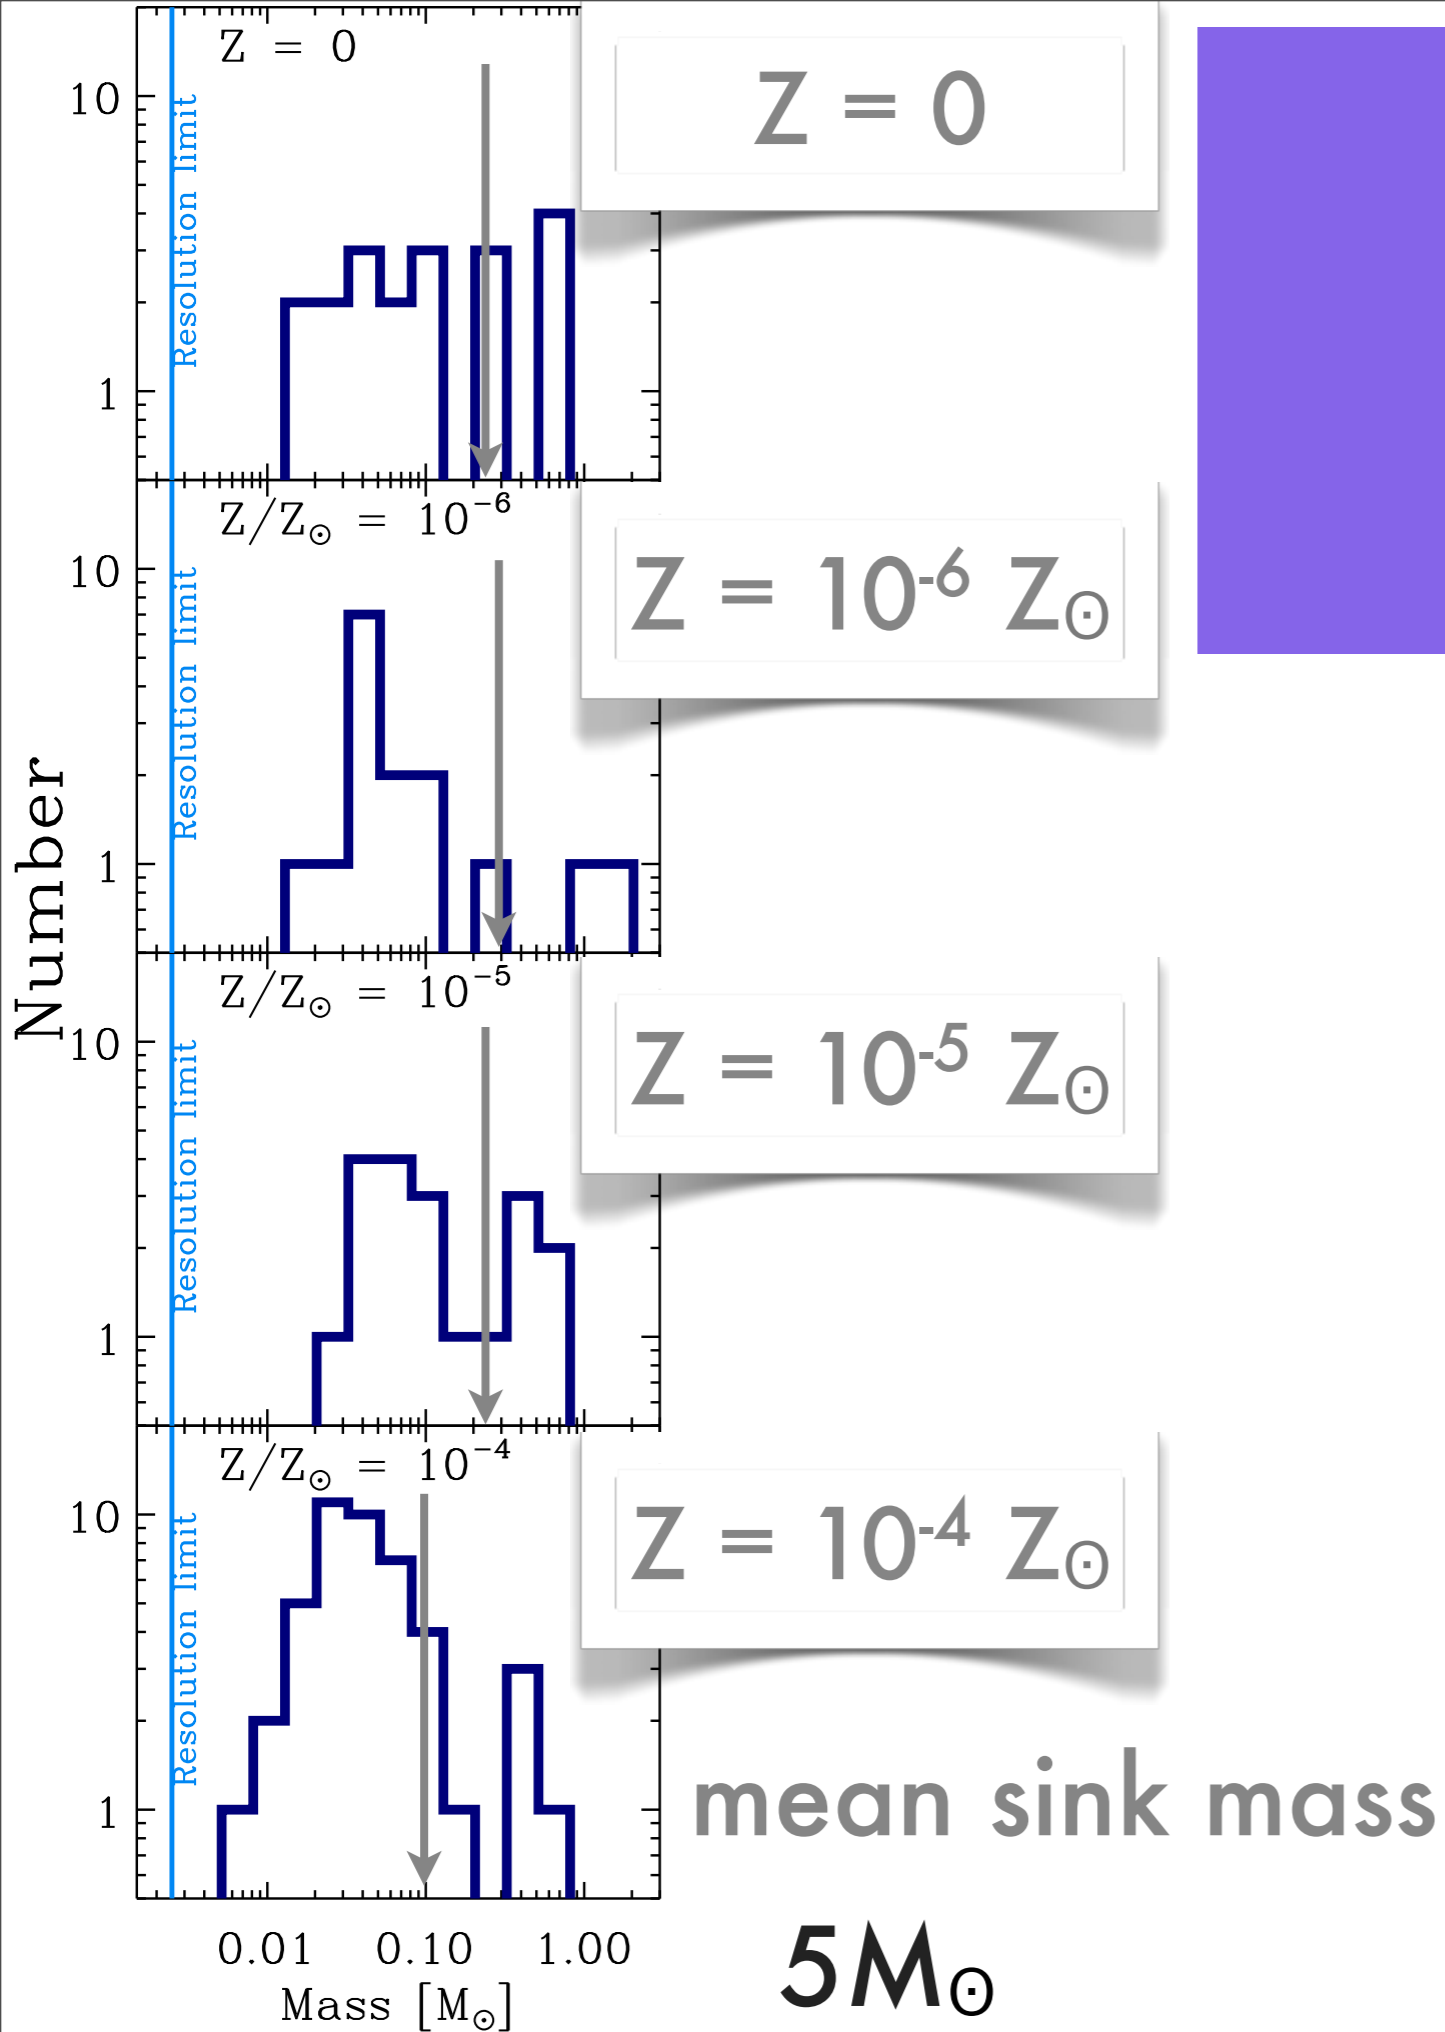 Z = 0
Z = 0
10
Resolution limit
1
Z/Z⊙ = 10⁻⁶
Z = 10⁻⁶ Z⊙
10
Resolution limit
1
Number
Z/Z⊙ = 10⁻⁵
Z = 10⁻⁵ Z⊙
10
Resolution limit
1
Z/Z⊙ = 10⁻⁴
Z = 10⁻⁴ Z⊙
10
Resolution limit
1
mean sink mass
0.01 0.10 1.00
Mass [M⊙]
5M⊙